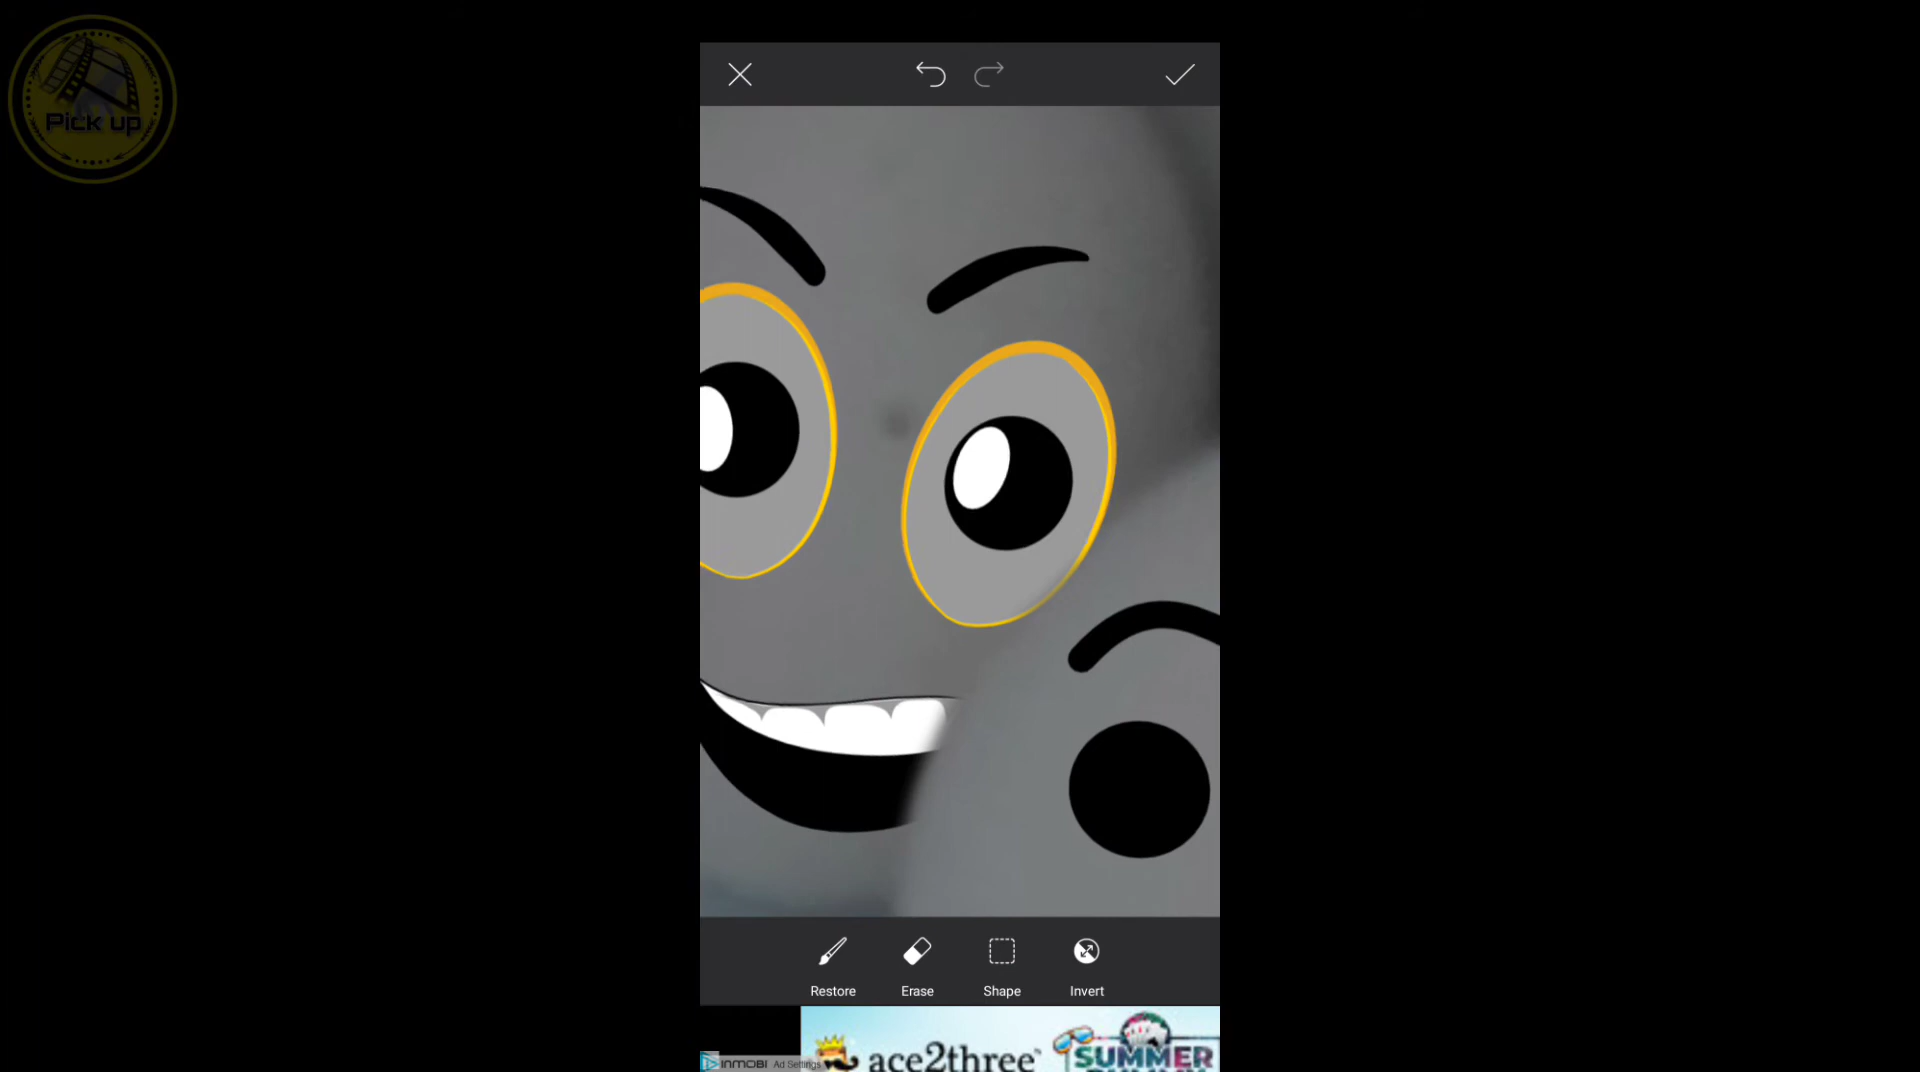 Pick up
Restore
Erase
Shape
Invert
ace2three
SUMMER
INMOBI Ad Settings